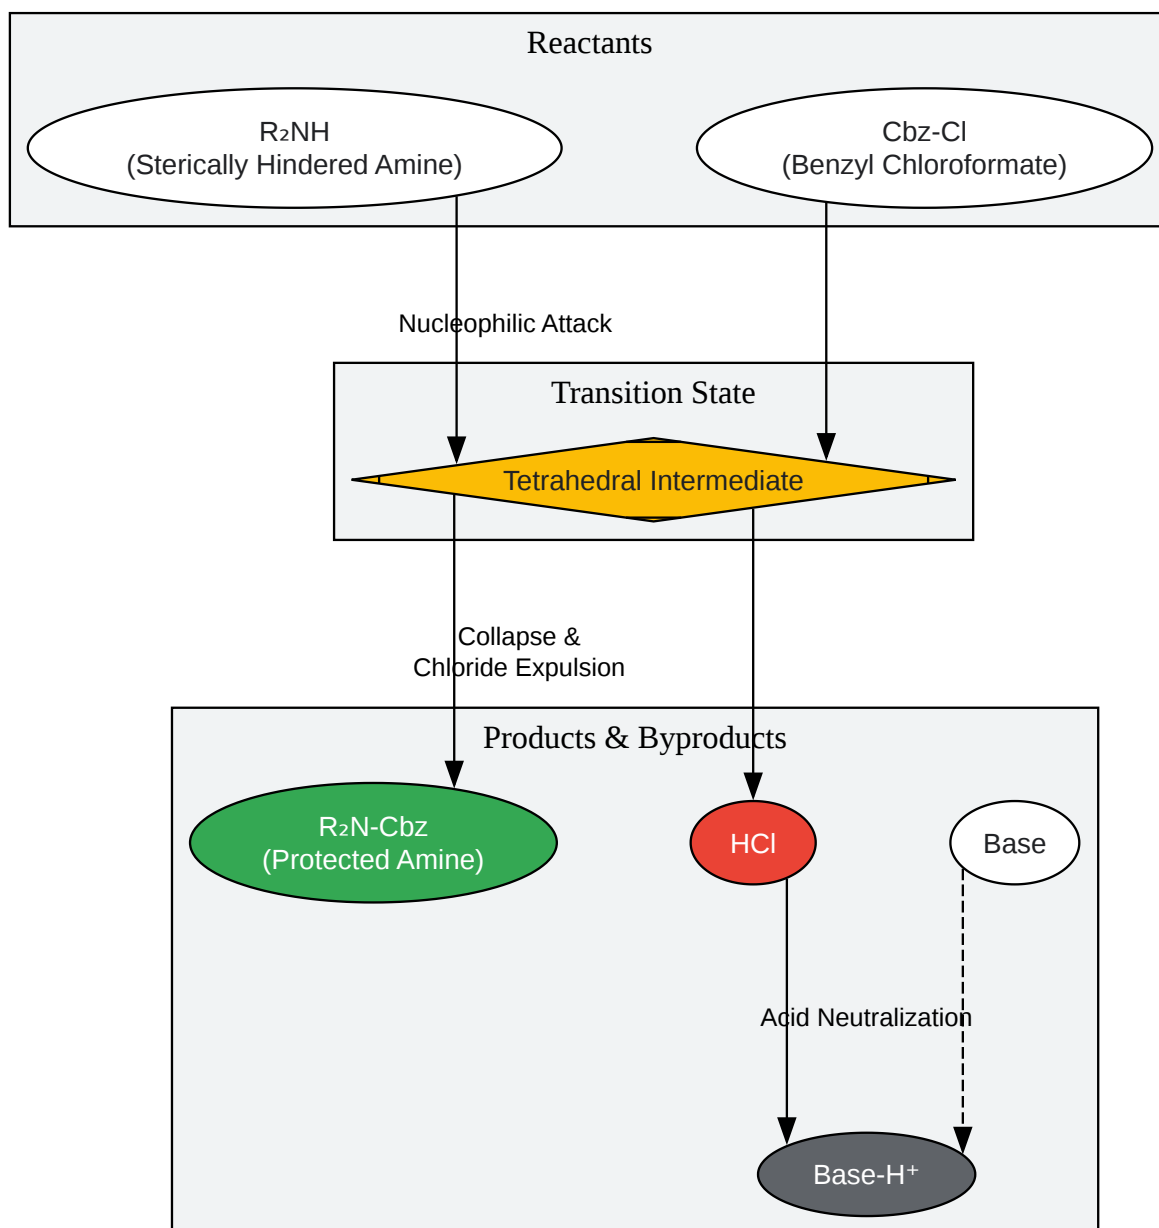 Reactants
R₂NH
(Sterically Hindered Amine)
Cbz-Cl
(Benzyl Chloroformate)
Nucleophilic Attack
Transition State
Tetrahedral Intermediate
Collapse &
Chloride Expulsion
Products & Byproducts
R₂N-Cbz
(Protected Amine)
HCl
Base
Acid Neutralization
Base-H⁺